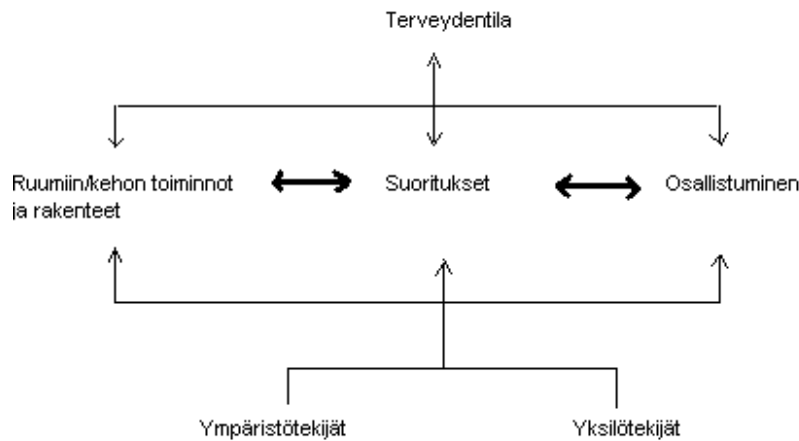 Terveydentila
Ruumiin/kehon toiminnot
ja rakenteet
Suoritukset
Osallistuminen
Ympäristötekijät
Yksilötekijät